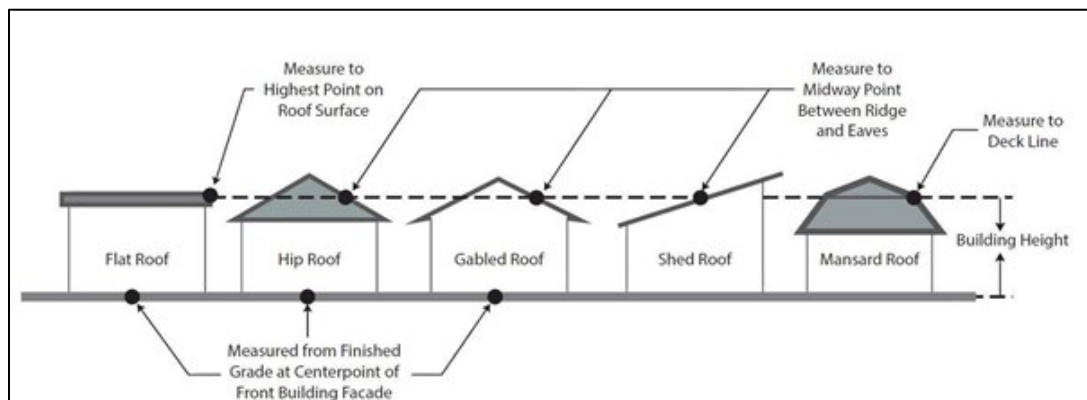 Measure to
Highest Point on
Roof Surface
Measure to
Midway Point
Between Ridge
and Eaves
Measure to
Deck Line
Flat Roof
Hip Roof
Gabled Roof
Shed Roof
Mansard Roof
Building Height
Measured from Finished
Grade at Centerpoint of
Front Building Facade